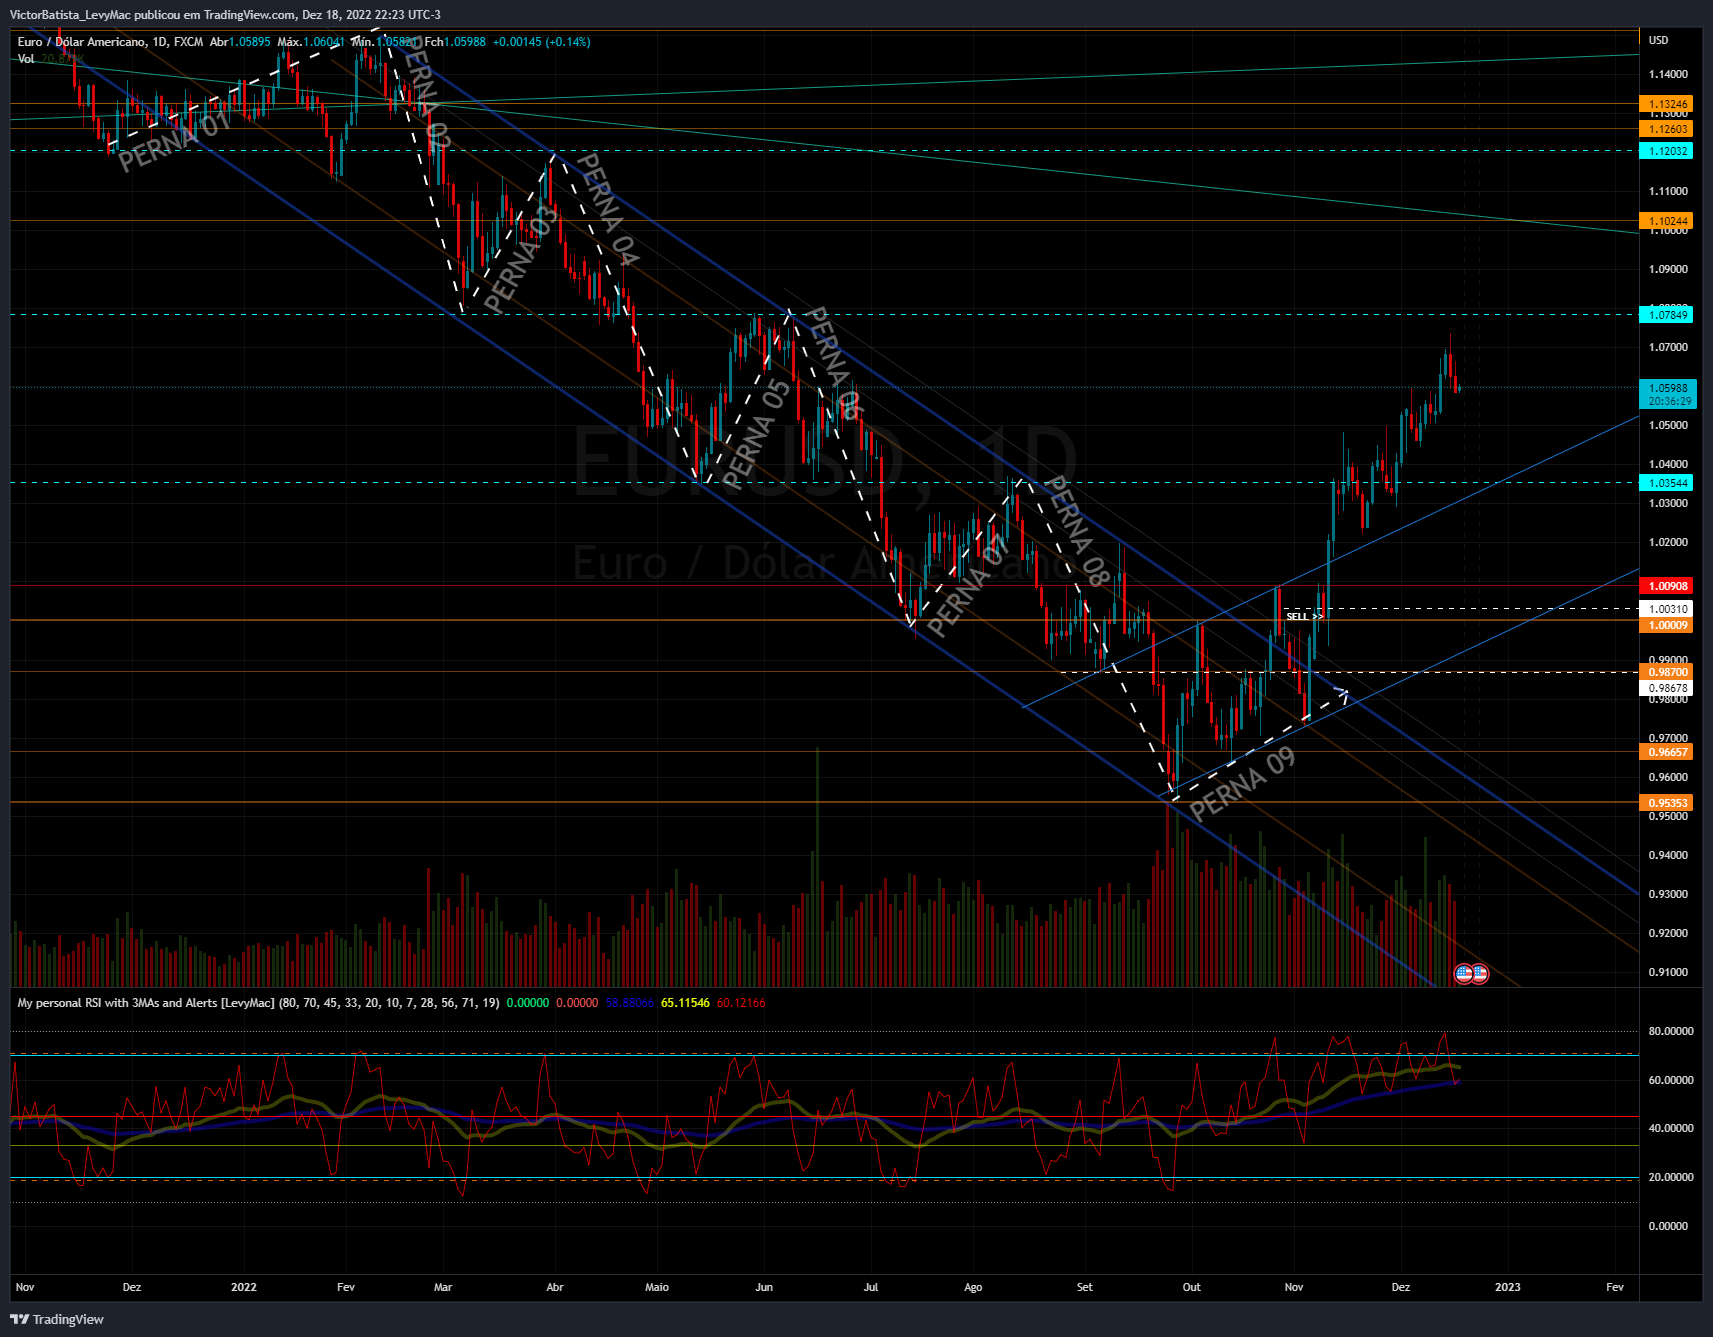 VictorBatista_LevyMac publicou em TradingView.com, Dez 18, 2022 22:23 UTC-3
Euro / Dólar Americano, 1D, FXCM Abr1.05895 Máx.1.06041 Mín.1.05821 Fch1.05988 +0.00145 (+0.14%)
Vol
USD
1.14000
1.13246
1.13000
1.12603
1.12032
1.11000
1.10244
1.10000
1.09000
1.07849
1.07000
1.05988
20:36:29
1.05000
1.04000
1.03544
1.03000
1.02000
1.00908
1.00310
1.00009
0.99000
0.98700
0.98678
0.98000
0.97000
0.96657
0.96000
0.95353
0.95000
0.94000
0.93000
0.92000
0.91000
PERNA 01
PERNA 03
PERNA 04
PERNA 05
PERNA 06
PERNA 07
PERNA 08
PERNA 09
EURUSD, 1D
Euro / Dólar Americano
SELL >>
My personal RSI with 3MAs and Alerts [LevyMac] (80, 70, 45, 33, 20, 10, 7, 28, 56, 71, 19) 0.00000 0.00000 58.88066 65.11546 60.12166
80.00000
60.00000
40.00000
20.00000
0.00000
Nov Dez 2022 Fev Mar Abr Maio Jun Jul Ago Set Out Nov Dez 2023 Fev
TradingView